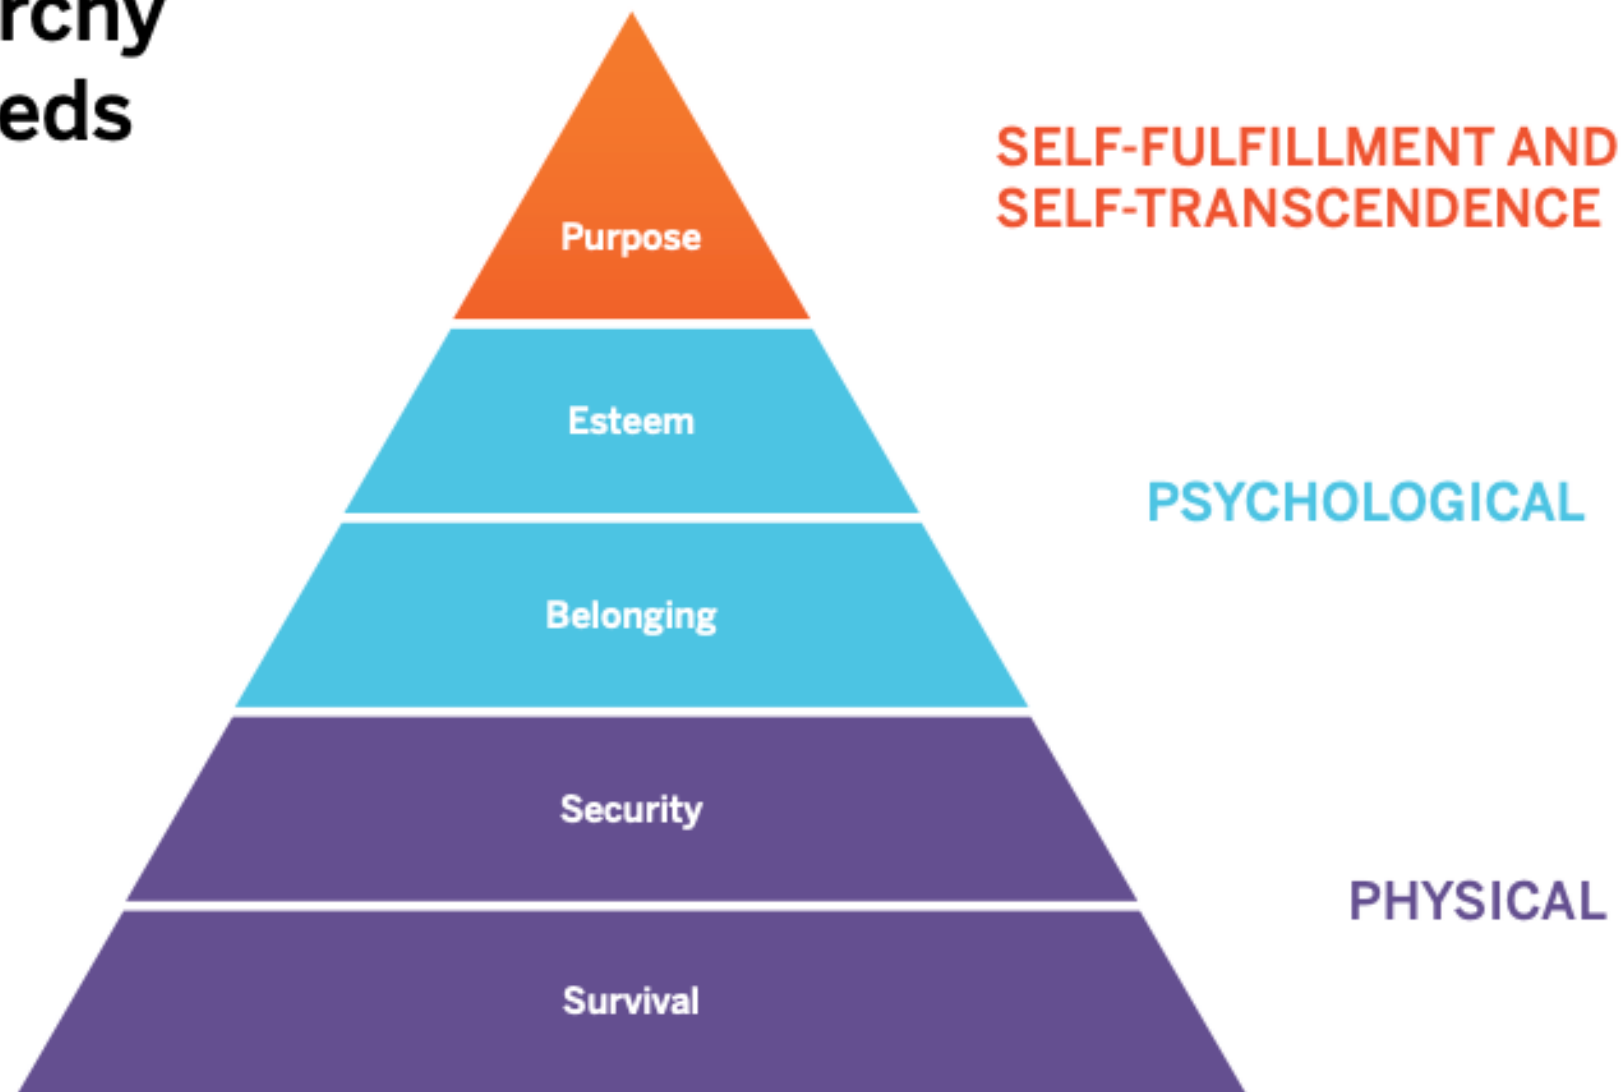 rchy
eds
SELF-FULFILLMENT AND
SELF-TRANSCENDENCE
Purpose
Esteem
PSYCHOLOGICAL
Belonging
Security
PHYSICAL
Survival